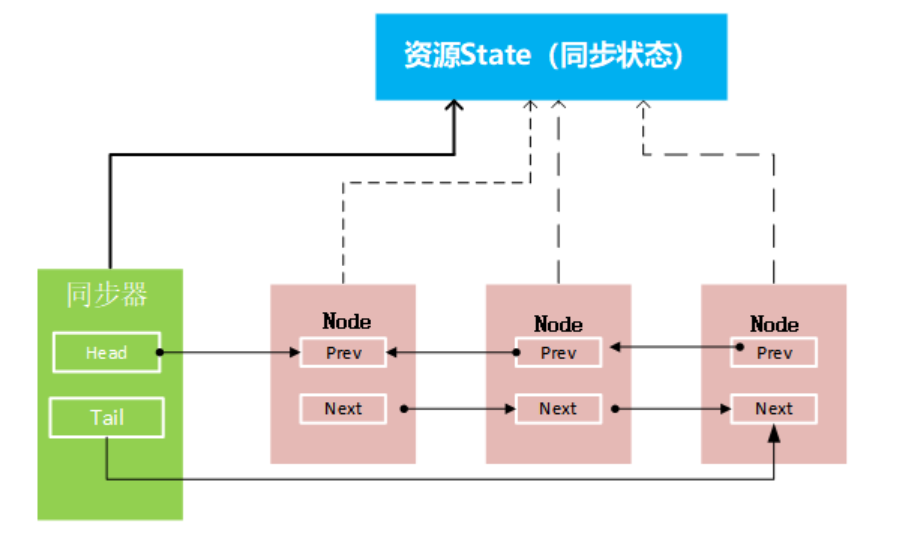 资源State（同步状态）
同步器
Head
Tail
Node
Prev
Next
Node
Prev
Next
Node
Prev
Next